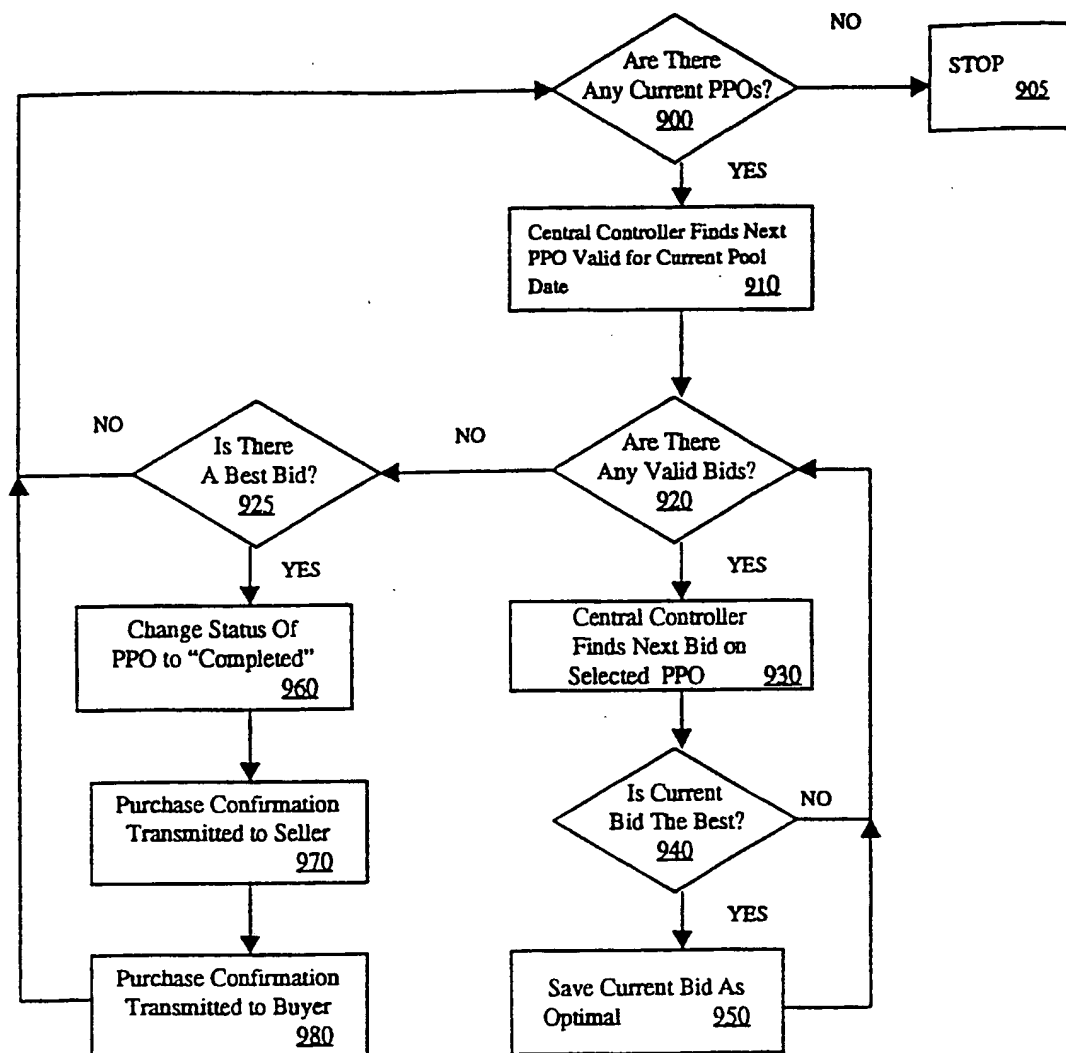 NO
Are There
Any Current PPOs?
900
STOP
905
YES
Central Controller Finds Next
PPO Valid for Current Pool
Date 910
NO
Is There
A Best Bid?
925
NO
Are There
Any Valid Bids?
920
YES
YES
Change Status Of
PPO to “Completed”
960
Central Controller
Finds Next Bid on
Selected PPO 930
Purchase Confirmation
Transmitted to Seller
970
Is Current
Bid The Best?
940
NO
YES
Purchase Confirmation
Transmitted to Buyer
980
Save Current Bid As
Optimal 950